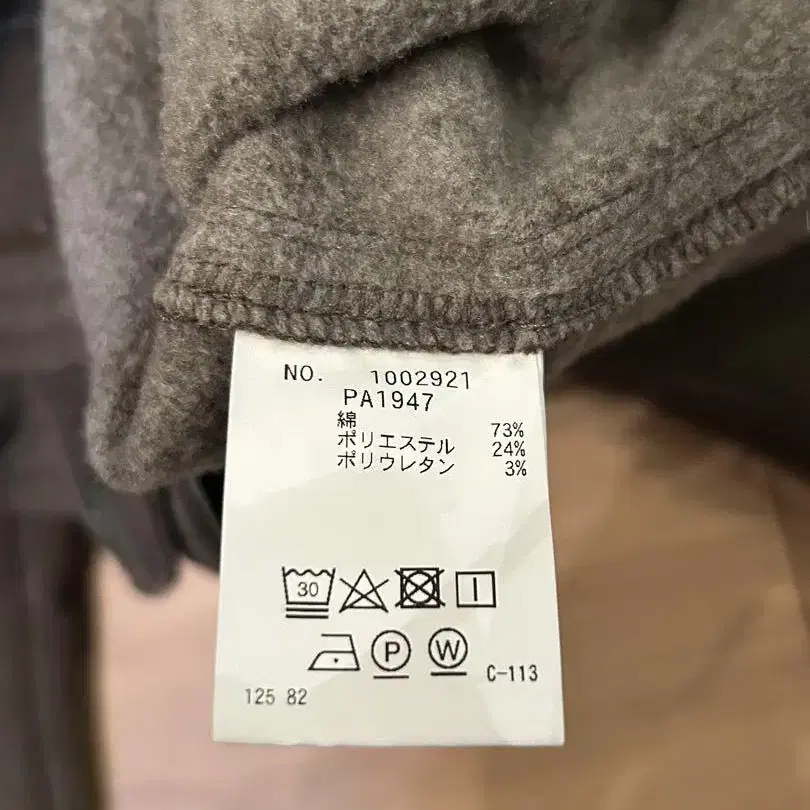 NO. 1002921
PA1947
綿 73%
ポリエステル 24%
ポリウレタン 3%
30
P W C-113
125 82